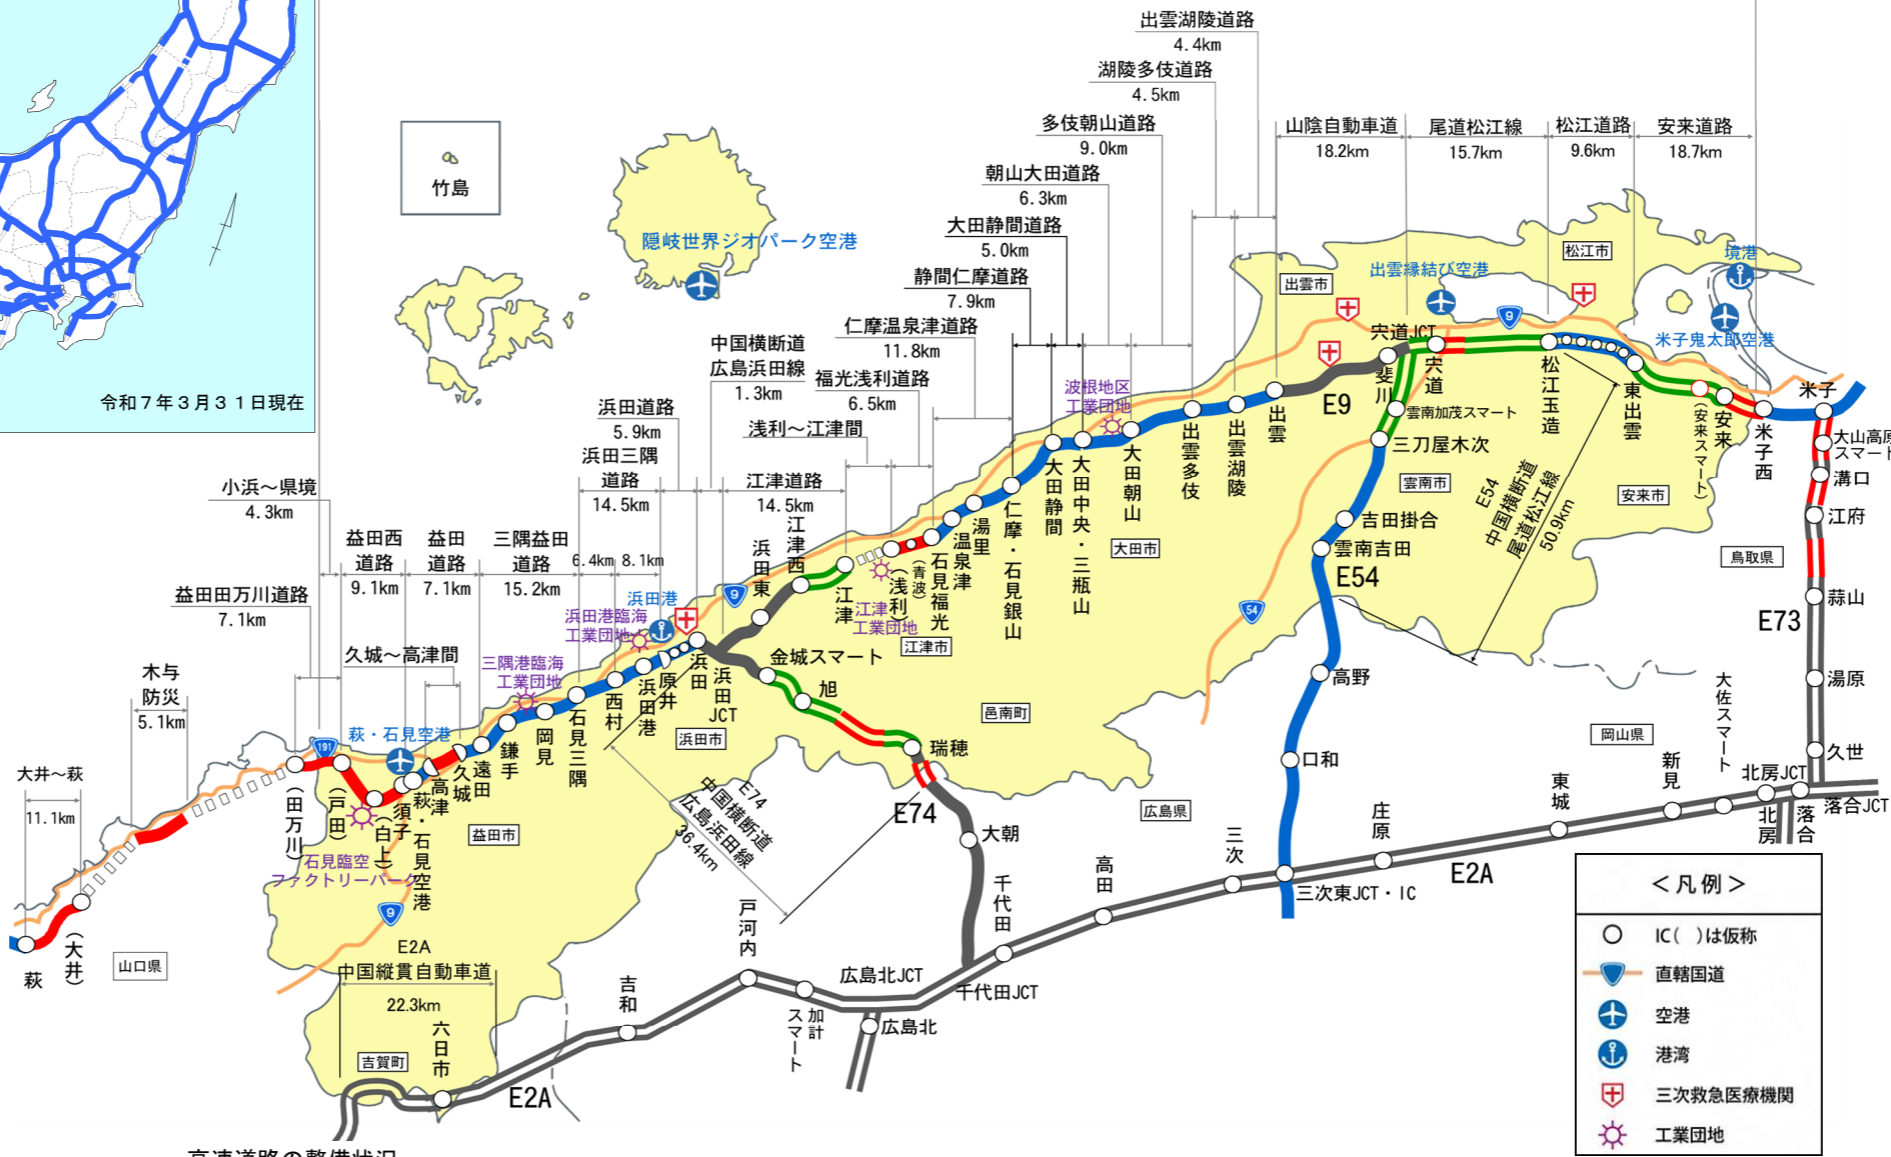 令和７年３月３１日現在
竹島
隠岐世界ジオパーク空港
出雲湖陵道路
4.4km
湖陵多伎道路
4.5km
多伎朝山道路
9.0km
朝山大田道路
6.3km
大田静間道路
5.0km
静間仁摩道路
7.9km
仁摩温泉津道路
11.8km
福光浅利道路
6.5km
浅利～江津間
中国横断道
広島浜田線
1.3km
浜田道路
5.9km
浜田三隅
道路
14.5km
江津道路
14.5km
小浜～県境
4.3km
益田西
道路
9.1km
益田
道路
7.1km
三隅益田
道路
15.2km
6.4km
8.1km
益田田万川道路
7.1km
久城～高津間
木与
防災
5.1km
大井～萩
11.1km
山陰自動車道
18.2km
尾道松江線
15.7km
松江道路
9.6km
安来道路
18.7km
出雲市
松江市
出雲縁結び空港
境港
米子鬼太郎空港
9
宍道JCT
宍道
斐川
E9
雲南加茂スマート
三刀屋木次
松江玉造
東出雲
(安来スマート)
安来
米子西
米子
大山高原
スマート
溝口
江府
蒜山
E73
湯原
久世
鳥取県
安来市
雲南市
大田市
波根地区
工業団地
出雲
出雲湖陵
出雲多伎
大田朝山
大田中央・三瓶山
大田静間
仁摩・石見銀山
湯里
温泉津
石見福光
(青波)
(浅利)
江津
工業団地
江津市
江津
江津西
浜田東
9
浜田港
浜田港臨海
工業団地
三隅港臨海
工業団地
浜田
浜田
JCT
原井
浜田港
西村
石見三隅
岡見
鎌手
遠田
久城
高津
萩・石見空港
萩・石見空港
須子
(白上)
(戸田)
(田万川)
191
石見臨空
ファクトリーパーク
益田市
浜田市
邑南町
金城スマート
旭
瑞穂
E74
中国横断道
広島浜田線
36.4km
E74
大朝
千代田
千代田JCT
高田
三次
三次東JCT・IC
庄原
E2A
東城
新見
大佐スマート
北房JCT
北房
落合
落合JCT
岡山県
広島県
吉田掛合
雲南吉田
E54
高野
口和
E54
中国横断道
尾道松江線
50.9km
54
(大井)
萩
山口県
9
E2A
中国縦貫自動車道
22.3km
六日市
吉賀町
E2A
吉和
戸河内
加計
スマート
広島北JCT
広島北
＜凡例＞
IC(　)は仮称
直轄国道
空港
港湾
三次救急医療機関
工業団地
高速道路の整備状況